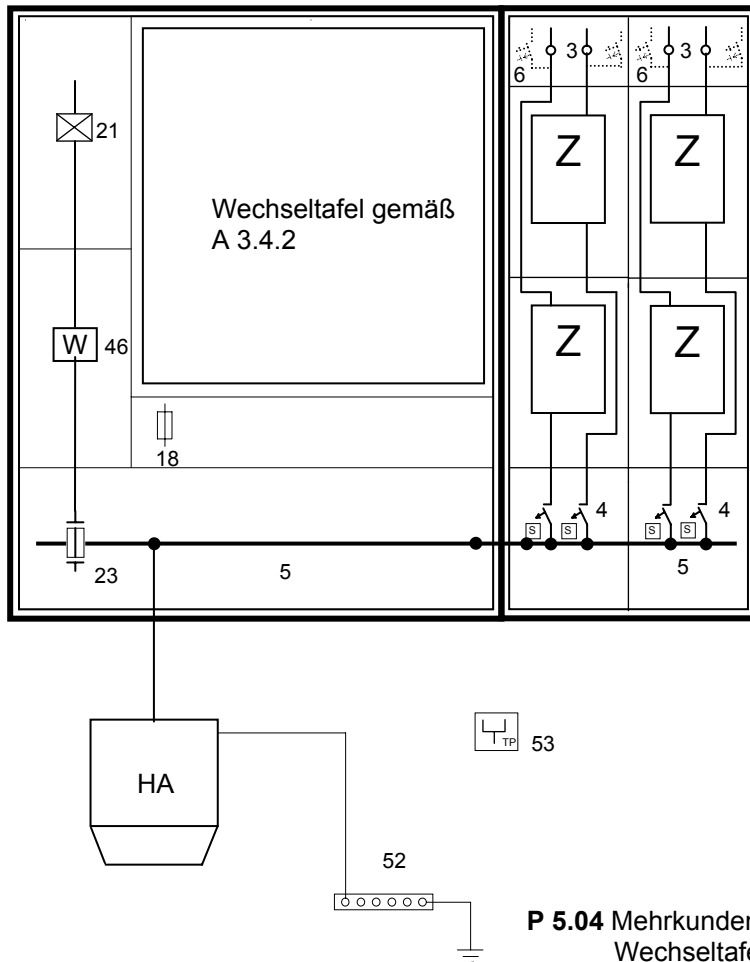 3 3
6 6
21
Z Z
Wechseltafel gemäß
A 3.4.2
W 46
Z Z
18
4 4
S S S S
23 5 5
TP 53
HA
52
P 5.04 Mehrkunden
Wechseltafe